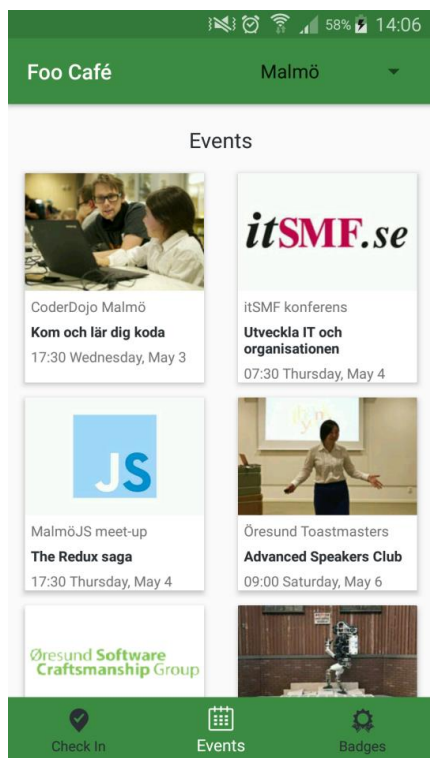 58% 14:06
Foo Café
Malmö
Events
itSMF.se
CoderDojo Malmö
Kom och lär dig koda
17:30 Wednesday, May 3
itSMF konferens
Utveckla IT och
organisationen
07:30 Thursday, May 4
JS
MalmöJS meet-up
The Redux saga
17:30 Thursday, May 4
Öresund Toastmasters
Advanced Speakers Club
09:00 Saturday, May 6
Øresund Software
Craftsmanship Group
Check In
Events
Badges